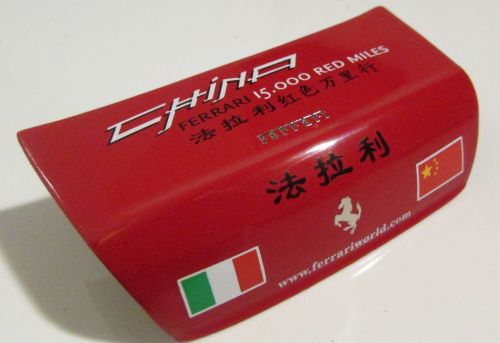 CHINA
FERRARI 15.000 RED MILES
法拉利红色万里行
Ferrari
法拉利
www.ferrariworld.com